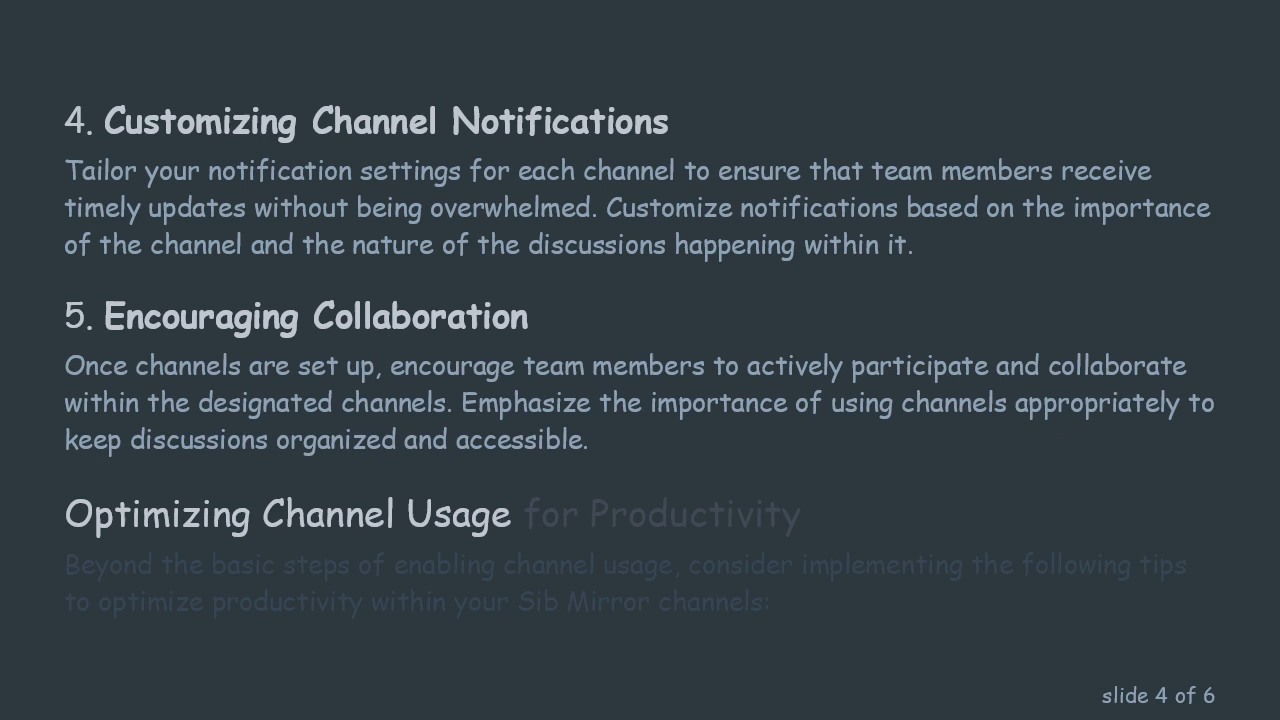 4. Customizing Channel Notifications
Tailor your notification settings for each channel to ensure that team members receive
timely updates without being overwhelmed. Customize notifications based on the importance
of the channel and the nature of the discussions happening within it.
5. Encouraging Collaboration
Once channels are set up, encourage team members to actively participate and collaborate
within the designated channels. Emphasize the importance of using channels appropriately to
keep discussions organized and accessible.
Optimizing Channel Usage for Productivity
Beyond the basic steps of enabling channel usage, consider implementing the following tips
to optimize productivity within your Sib Mirror channels:
slide 4 of 6